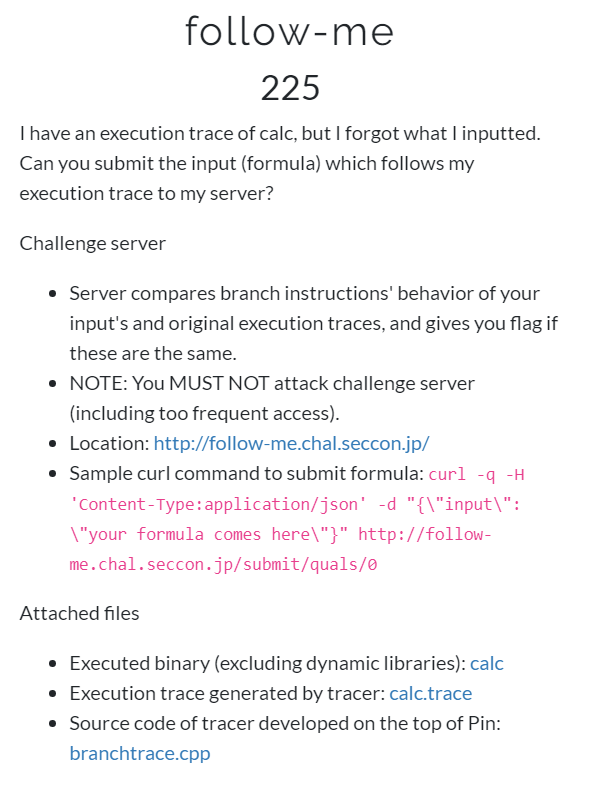 follow-me
225
I have an execution trace of calc, but I forgot what I inputted.
Can you submit the input (formula) which follows my
execution trace to my server?
Challenge server
• Server compares branch instructions' behavior of your
input's and original execution traces, and gives you flag if
these are the same.
• NOTE: You MUST NOT attack challenge server
(including too frequent access).
• Location: http://follow-me.chal.seccon.jp/
• Sample curl command to submit formula: curl -q -H
'Content-Type:application/json' -d "{\"input\":
\"your formula comes here\"}" http://follow-
me.chal.seccon.jp/submit/quals/0
Attached files
• Executed binary (excluding dynamic libraries): calc
• Execution trace generated by tracer: calc.trace
• Source code of tracer developed on the top of Pin:
branchtrace.cpp